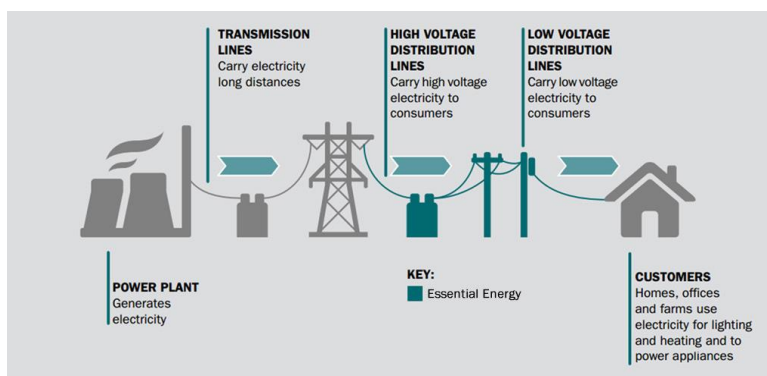 TRANSMISSION
LINES
Carry electricity
long distances
HIGH VOLTAGE
DISTRIBUTION
LINES
Carry high voltage
electricity to
consumers
LOW VOLTAGE
DISTRIBUTION
LINES
Carry low voltage
electricity to
consumers
POWER PLANT
Generates
electricity
KEY:
Essential Energy
CUSTOMERS
Homes, offices
and farms use
electricity for lighting
and heating and to
power appliances